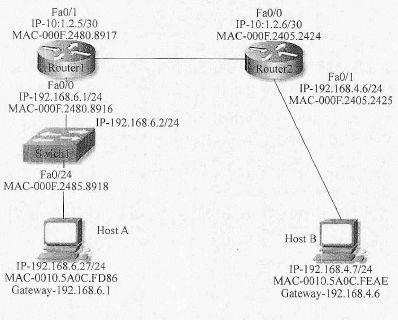 Fa0/1
IP-10:1.2.5/30
MAC-000F.2480.8917
Router1
Fa0/0
IP-192.168.6.1/24
MAC-000F.2480.8916
IP-192.168.6.2/24
Swich1
Fa0/24
MAC-000F.2485.8918
Host A
IP-192.168.6.27/24
MAC-0010.5A0C.FD86
Gateway-192.168.6.1
Fa0/0
IP-10:1.2.6/30
MAC-000F.2405.2424
Router2
Fa0/1
IP-192.168.4.6/24
MAC-000F.2405.2425
Host B
IP-192.168.4.7/24
MAC-0010.5A0C.FEAE
Gateway-192.168.4.6